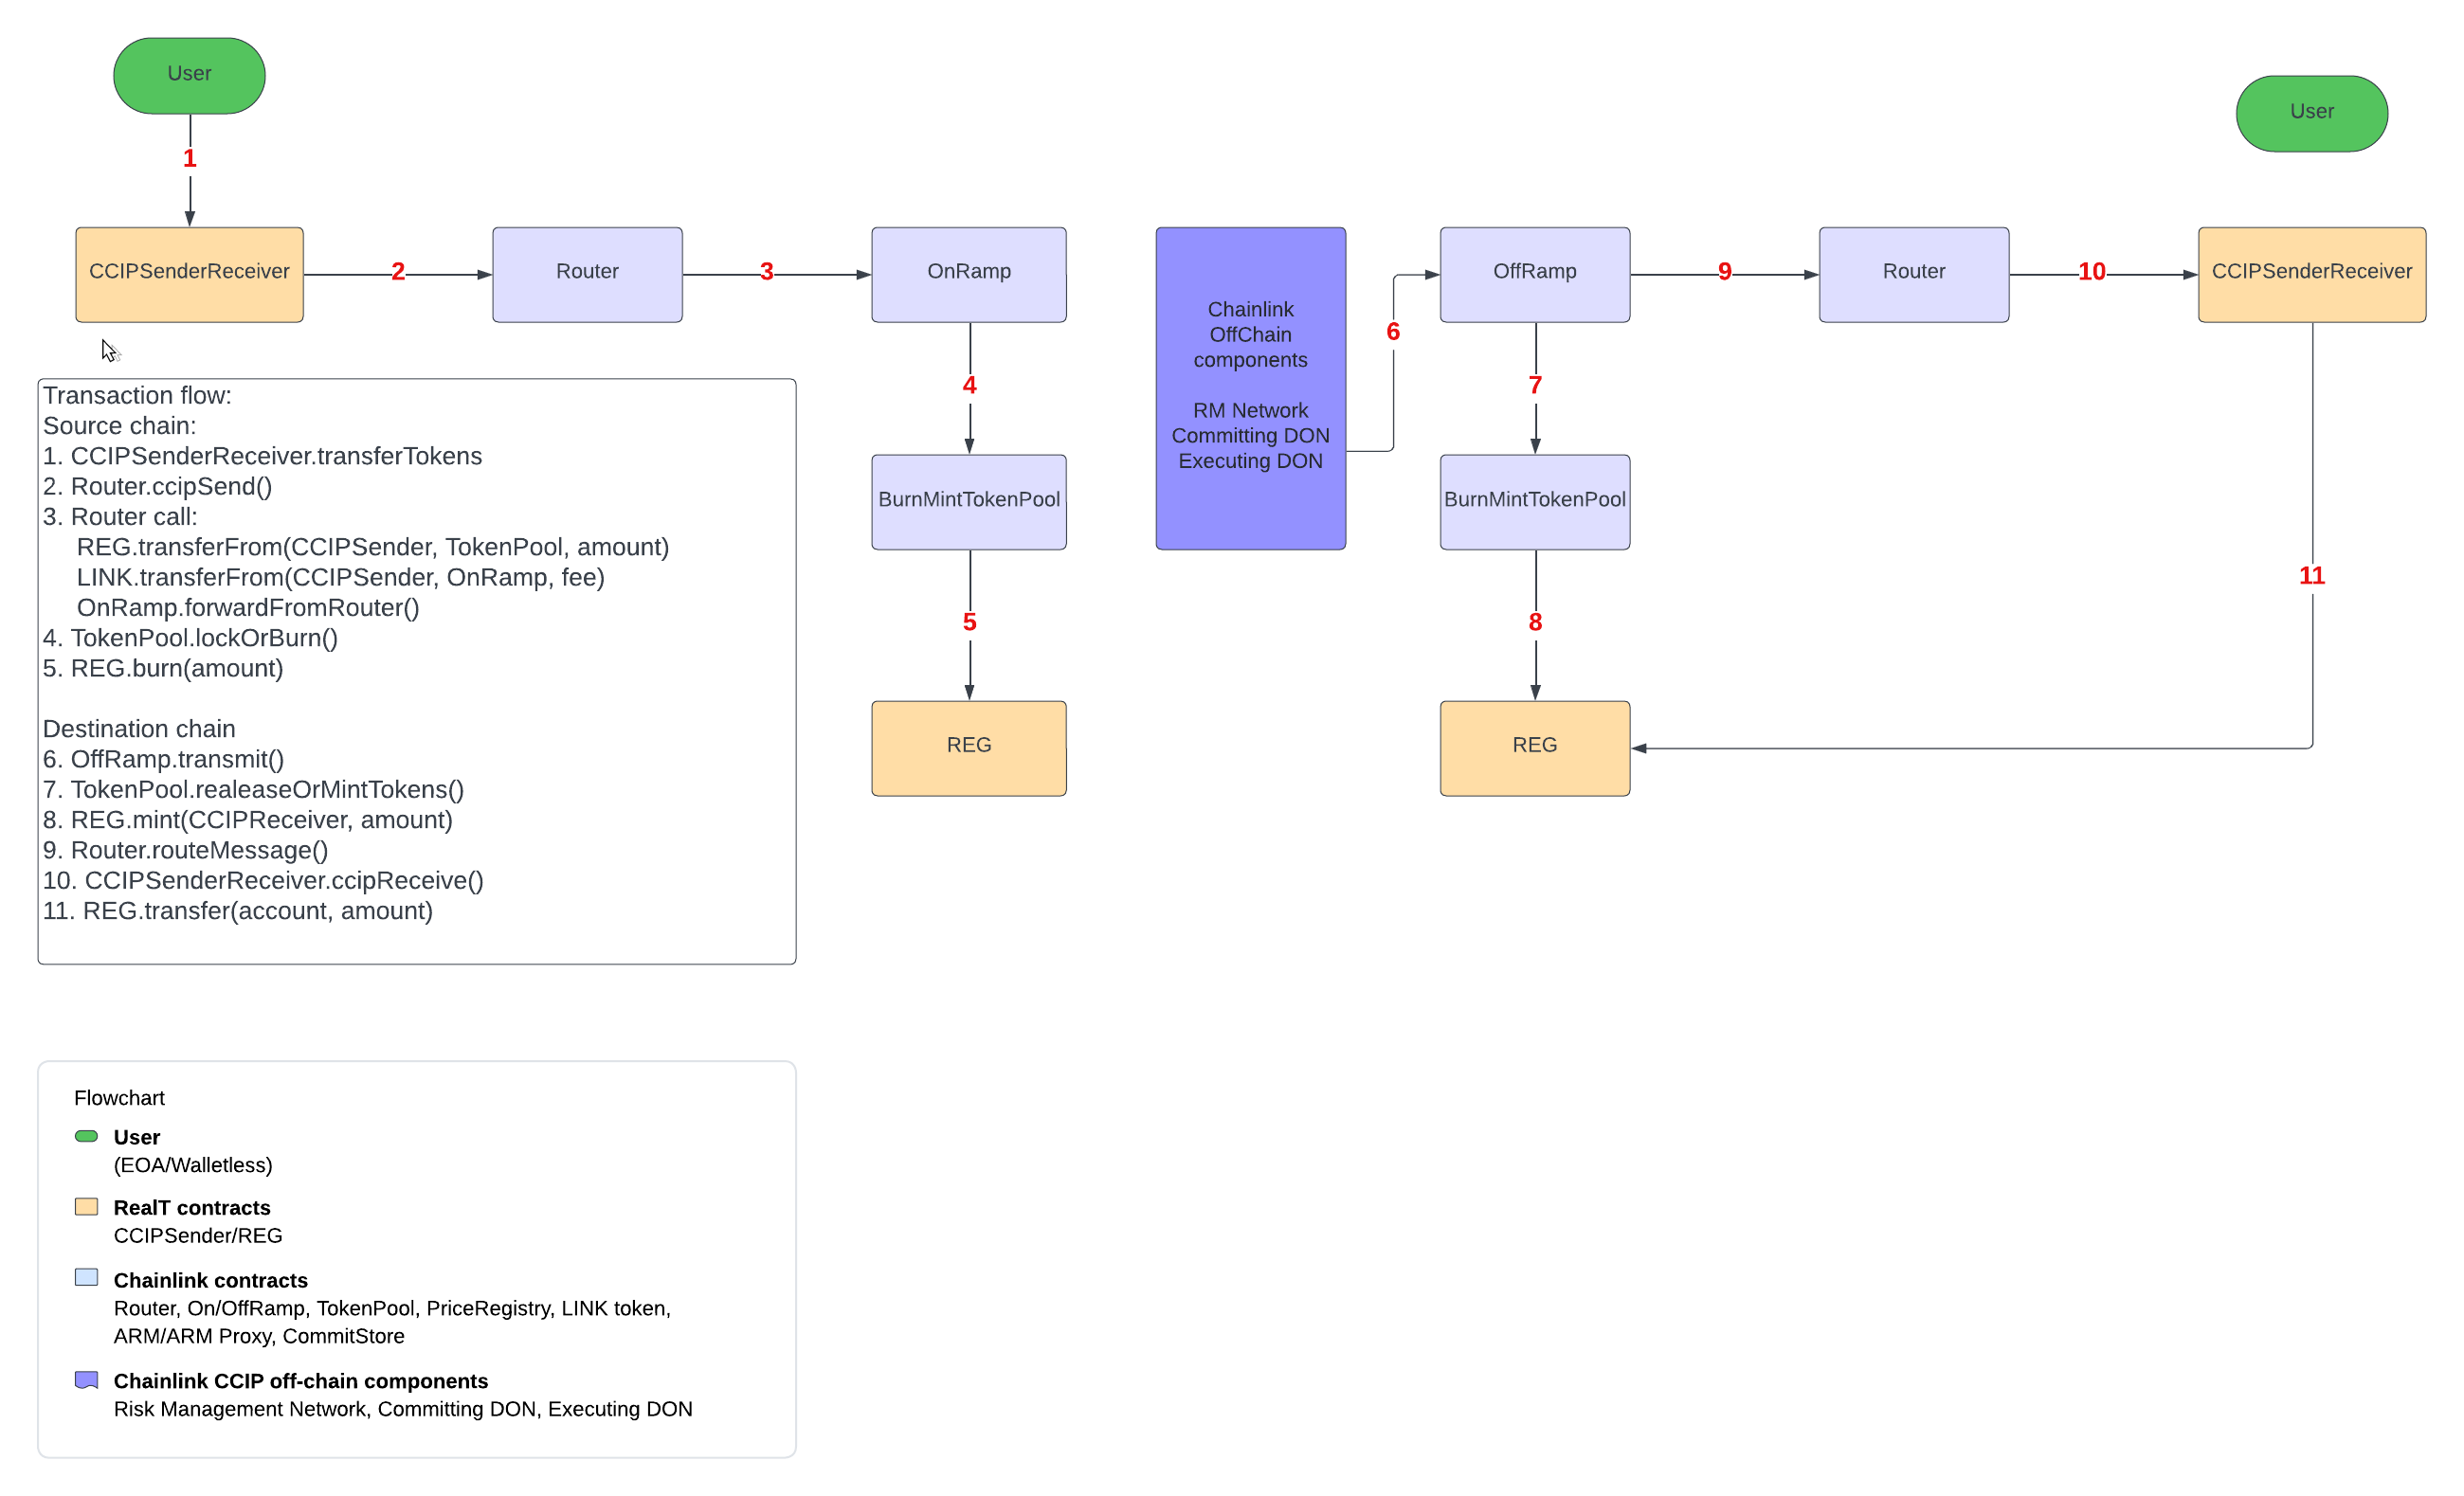 User
User
1
CCIPSenderReceiver
2
Router
3
OnRamp
Chainlink
OffChain
components
RM Network
Committing DON
Executing DON
6
OffRamp
9
Router
10
CCIPSenderReceiver
4
7
BurnMintTokenPool
BurnMintTokenPool
5
8
11
REG
REG
Transaction flow:
Source chain:
1. CCIPSenderReceiver.transferTokens
2. Router.ccipSend()
3. Router call:
REG.transferFrom(CCIPSender, TokenPool, amount)
LINK.transferFrom(CCIPSender, OnRamp, fee)
OnRamp.forwardFromRouter()
4. TokenPool.lockOrBurn()
5. REG.burn(amount)
Destination chain
6. OffRamp.transmit()
7. TokenPool.realeaseOrMintTokens()
8. REG.mint(CCIPReceiver, amount)
9. Router.routeMessage()
10. CCIPSenderReceiver.ccipReceive()
11. REG.transfer(account, amount)
Flowchart
User
(EOA/Walletless)
RealT contracts
CCIPSender/REG
Chainlink contracts
Router, On/OffRamp, TokenPool, PriceRegistry, LINK token,
ARM/ARM Proxy, CommitStore
Chainlink CCIP off-chain components
Risk Management Network, Committing DON, Executing DON